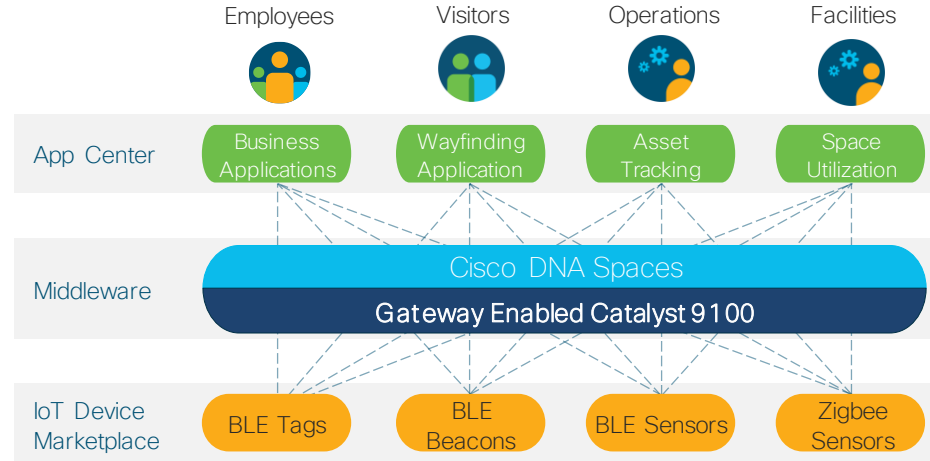 Employees Visitors Operations Facilities
App Center
Business
Applications
Wayfinding
Application
Asset
Tracking
Space
Utilization
Middleware
Cisco DNA Spaces
Gateway Enabled Catalyst 9100
IoT Device
Marketplace
BLE Tags
BLE
Beacons
BLE Sensors
Zigbee
Sensors